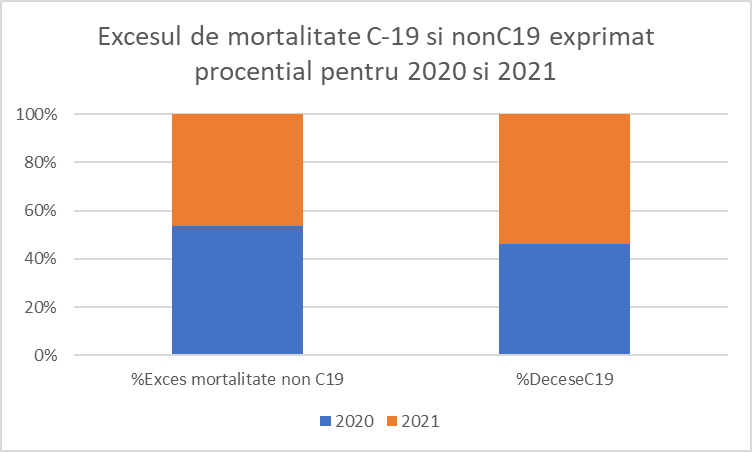 Excesul de mortalitate C-19 si nonC19 exprimat
procential pentru 2020 si 2021
100%
80%
60%
40%
20%
0%
%Exces mortalitate non C19
%DeceseC19
2020
2021